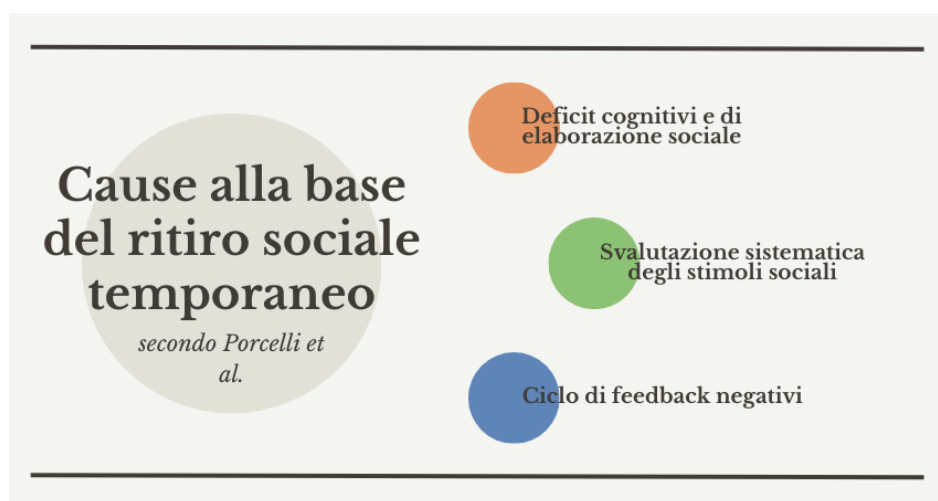 Cause alla base
del ritiro sociale
temporaneo
secondo Porcelli et
al.
Deficit cognitivi e di
elaborazione sociale
Svalutazione sistematica
degli stimoli sociali
Ciclo di feedback negativi